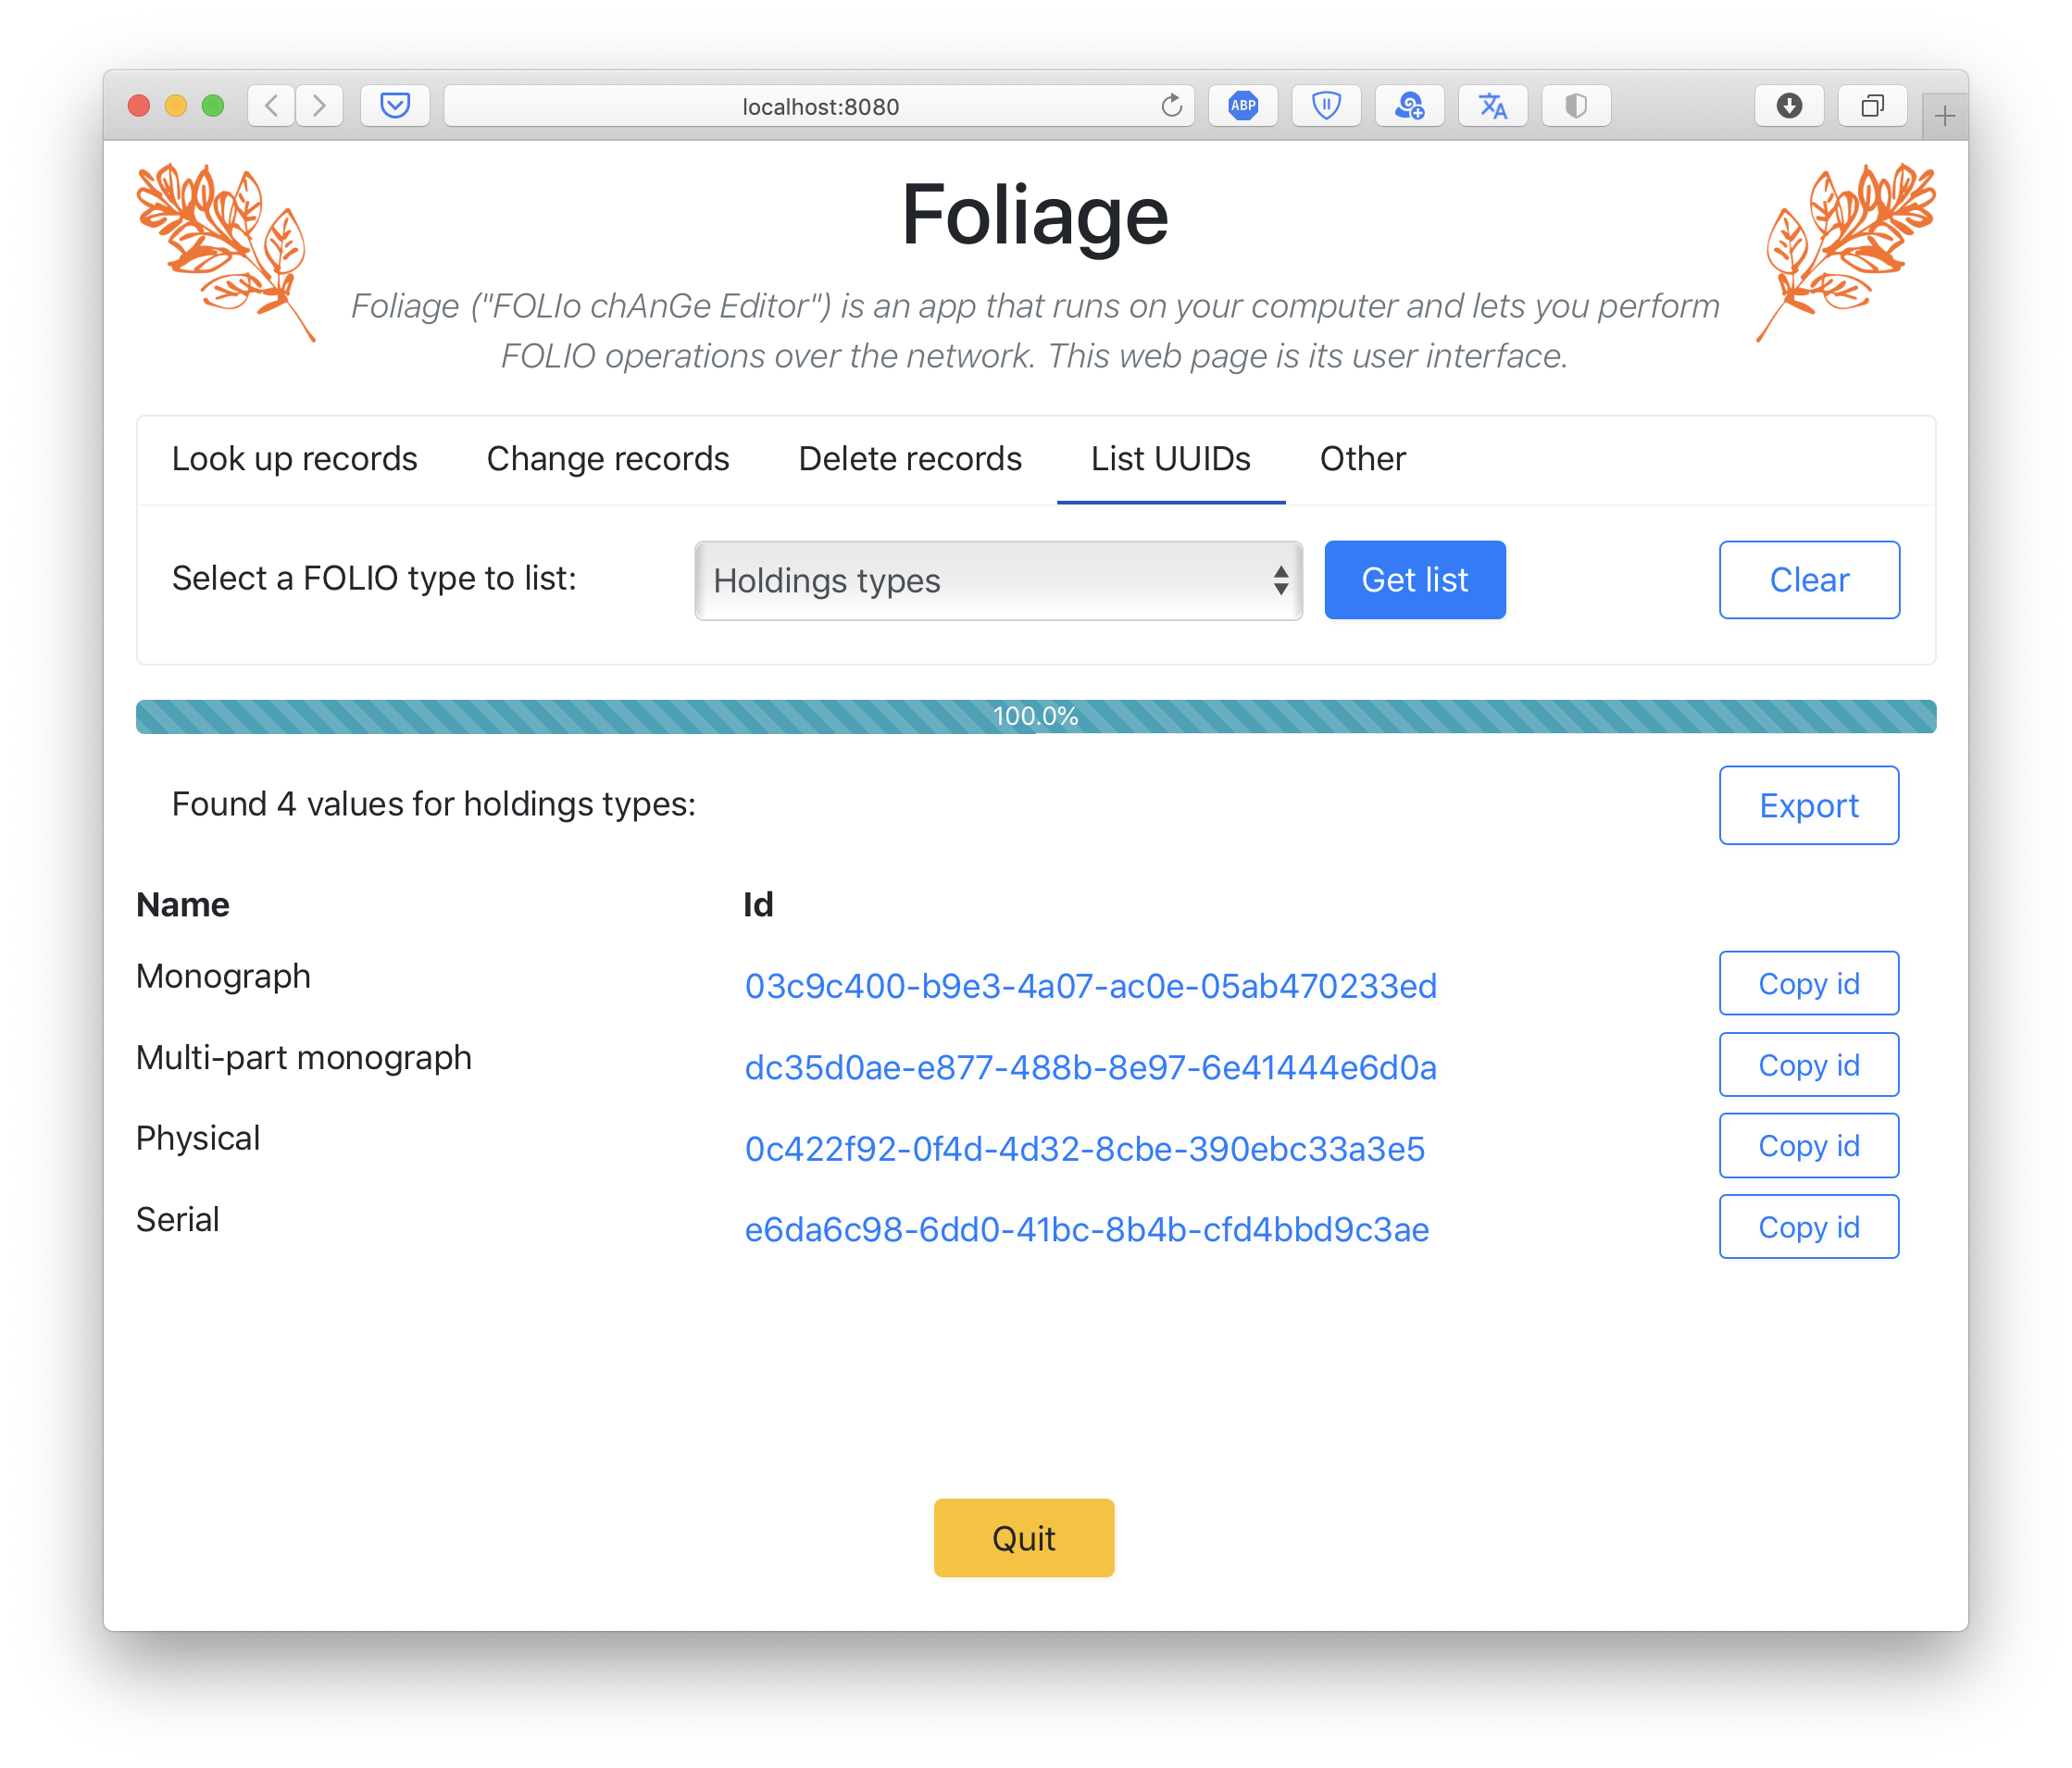 localhost:8080
ABP
Foliage
Foliage ("FOLIo chAnGe Editor") is an app that runs on your computer and lets you perform
FOLIO operations over the network. This web page is its user interface.
Look up records
Change records
Delete records
List UUIDs
Other
Select a FOLIO type to list:
Holdings types
Get list
Clear
100.0%
Found 4 values for holdings types:
Export
Name
Id
Monograph
03c9c400-b9e3-4a07-ac0e-05ab470233ed
Copy id
Multi-part monograph
dc35d0ae-e877-488b-8e97-6e41444e6d0a
Copy id
Physical
0c422f92-0f4d-4d32-8cbe-390ebc33a3e5
Copy id
Serial
e6da6c98-6dd0-41bc-8b4b-cfd4bbd9c3ae
Copy id
Quit